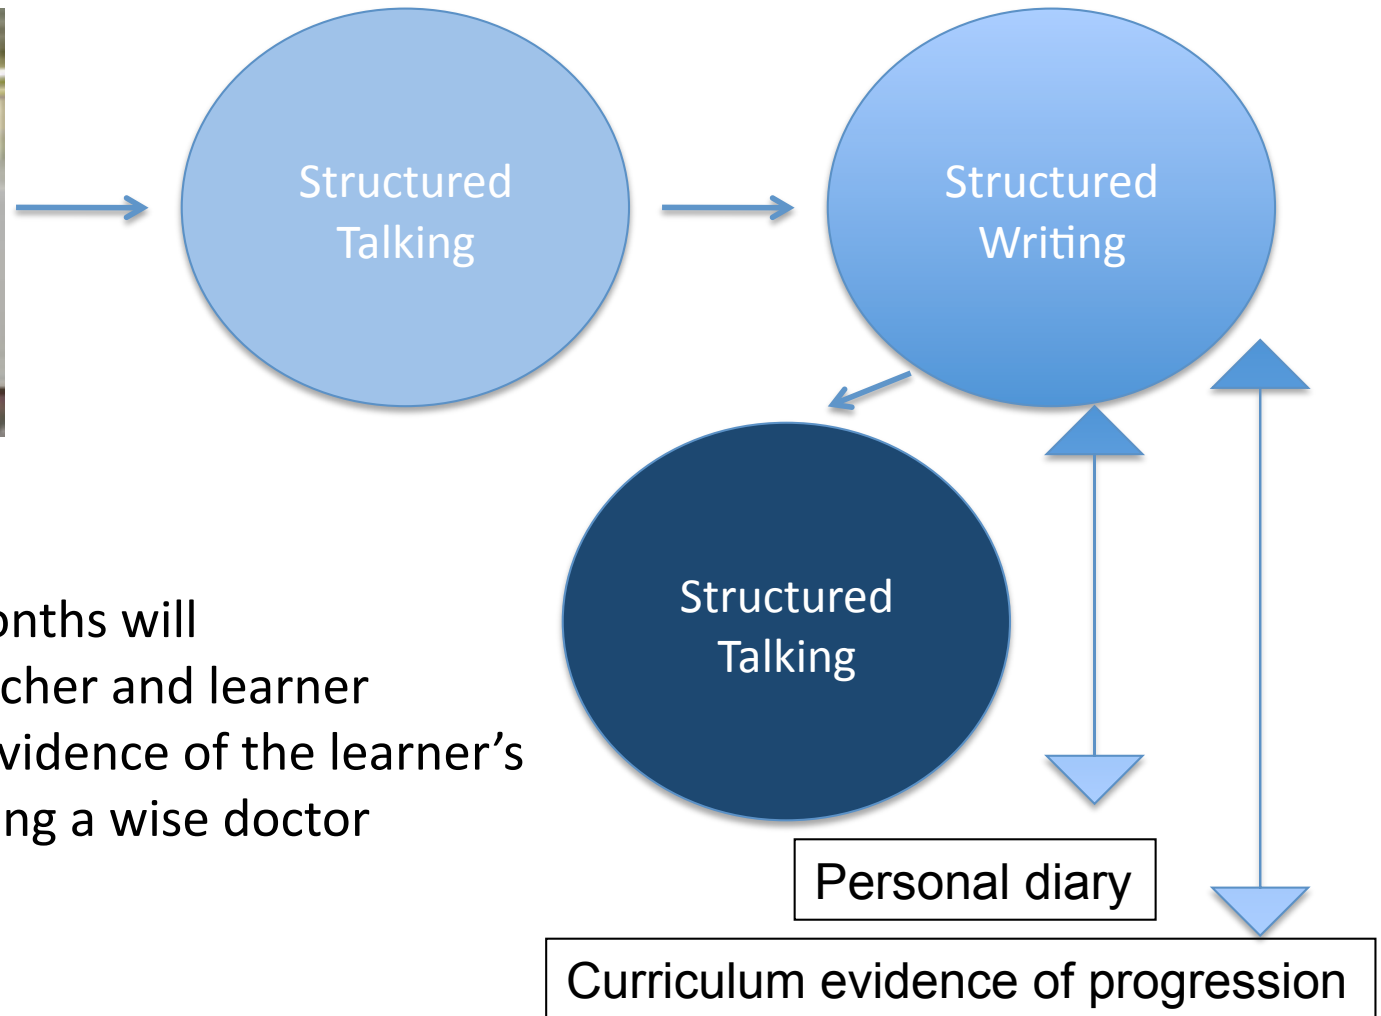 Structured
Talking
Structured
Writing
Structured
Talking
onths will
cher and learner
vidence of the learner's
ng a wise doctor
Personal diary
Curriculum evidence of progression